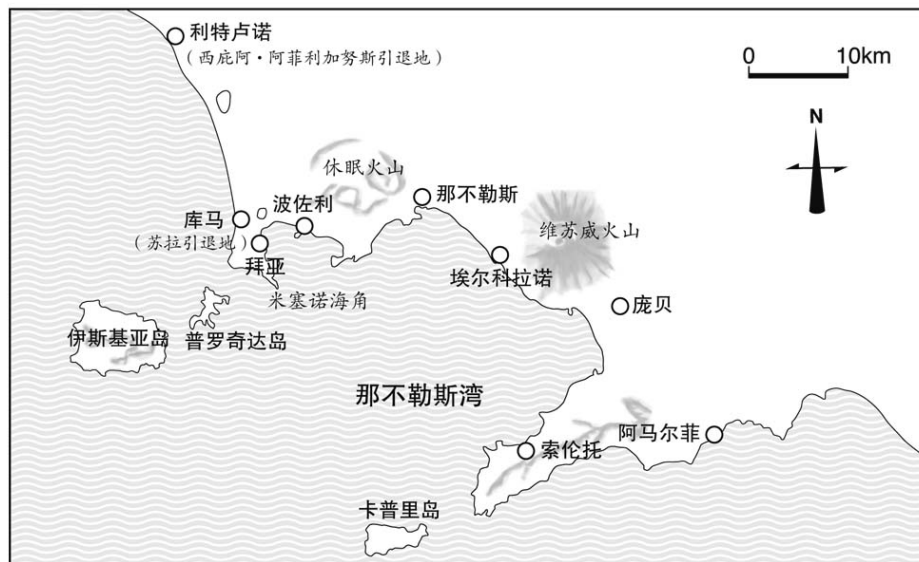 利特卢诺
（西庇阿·阿菲利加努斯引退地）
0 10km
N
休眠火山
那不勒斯
波佐利
库马
（苏拉引退地）
拜亚
维苏威火山
埃尔科拉诺
米塞诺海角
庞贝
伊斯基亚岛
普罗奇达岛
那不勒斯湾
阿马尔菲
索伦托
卡普里岛